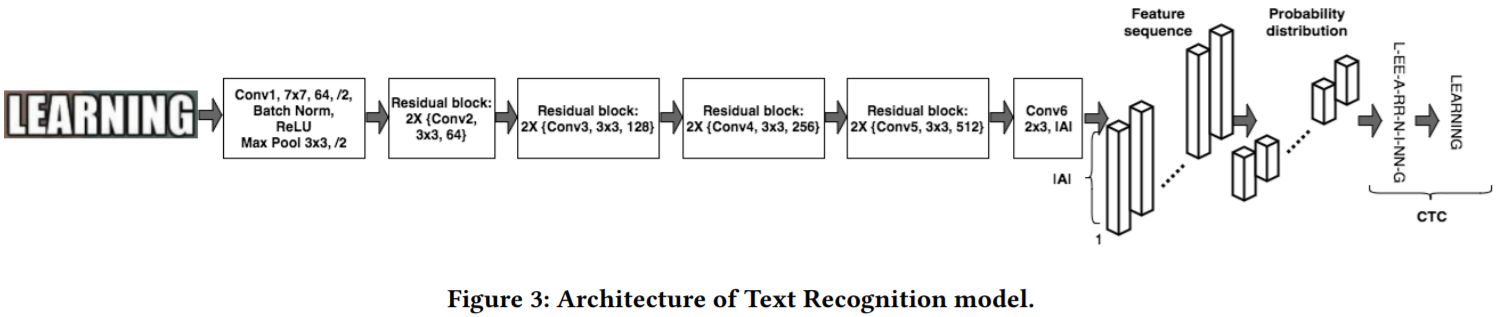 LEARNING
Conv1, 7x7, 64, /2,
Batch Norm,
ReLU
Max Pool 3x3, /2
Residual block:
2X {Conv2,
3x3, 64}
Residual block:
2X {Conv3, 3x3, 128}
Residual block:
2X {Conv4, 3x3, 256}
Residual block:
2X {Conv5, 3x3, 512}
Conv6
2x3, |A|
Feature
sequence
|A|
1
Probability
distribution
L-EE-A-RR-N-I-NN-G
LEARNING
CTC
Figure 3: Architecture of Text Recognition model.